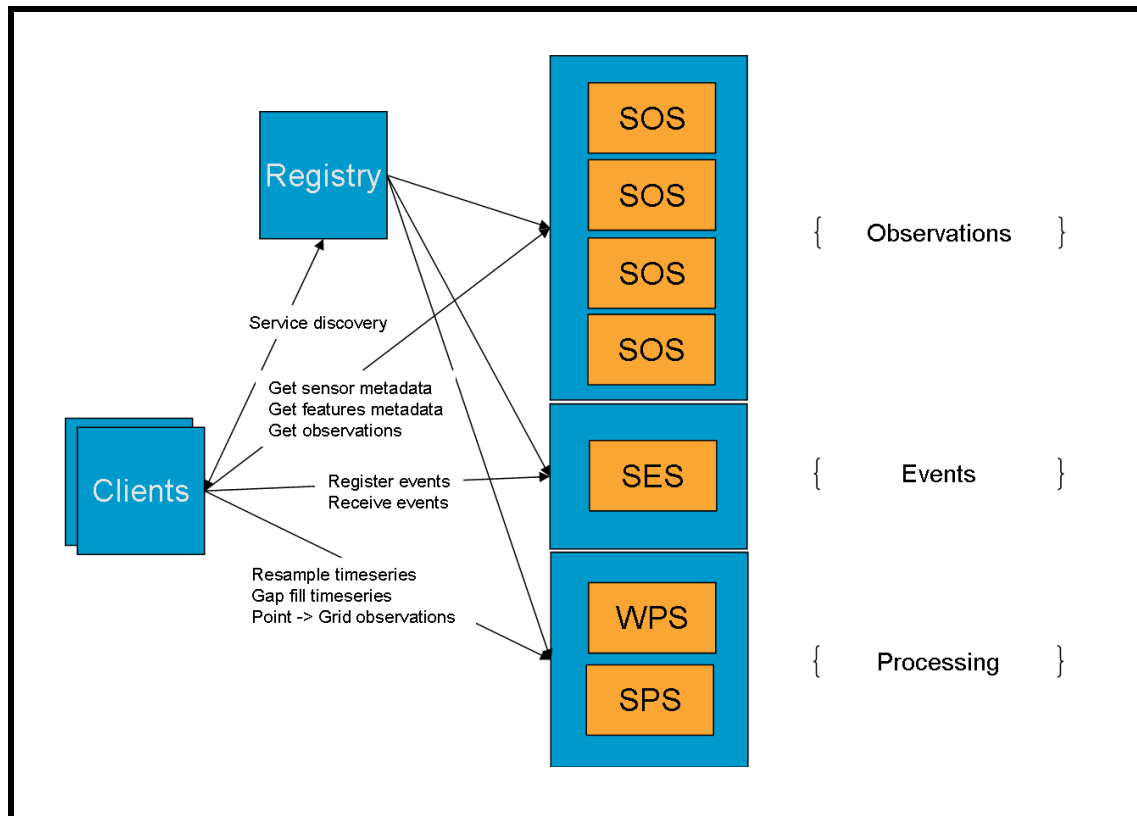 SOS
Registry
SOS
{ Observations }
SOS
Service discovery
SOS
Get sensor metadata
Get features metadata
Get observations
Clients
Register events
Receive events
SES
{ Events }
Resample timeseries
Gap fill timeseries
Point -> Grid observations
WPS
{ Processing }
SPS